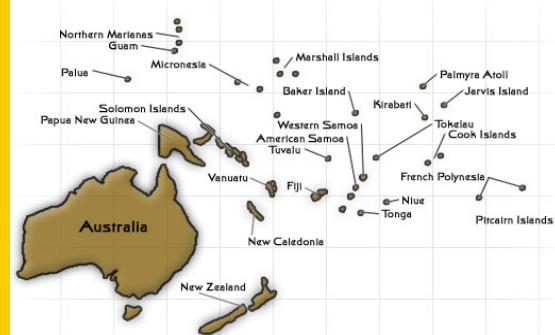 Northern Marianas
Guam
Marshall Islands
Micronesia
Palua
Palmyra Atoll
Baker Island
Jarvis Island
Kirabati
Solomon Islands
Papua New Guinea
Western Samoa
Tokelau
American Samoa
Cook Islands
Tuvalu
Vanuatu
Fiji
French Polynesia
Niue
Tonga
Pitcairn Islands
Australia
New Caledonia
New Zealand